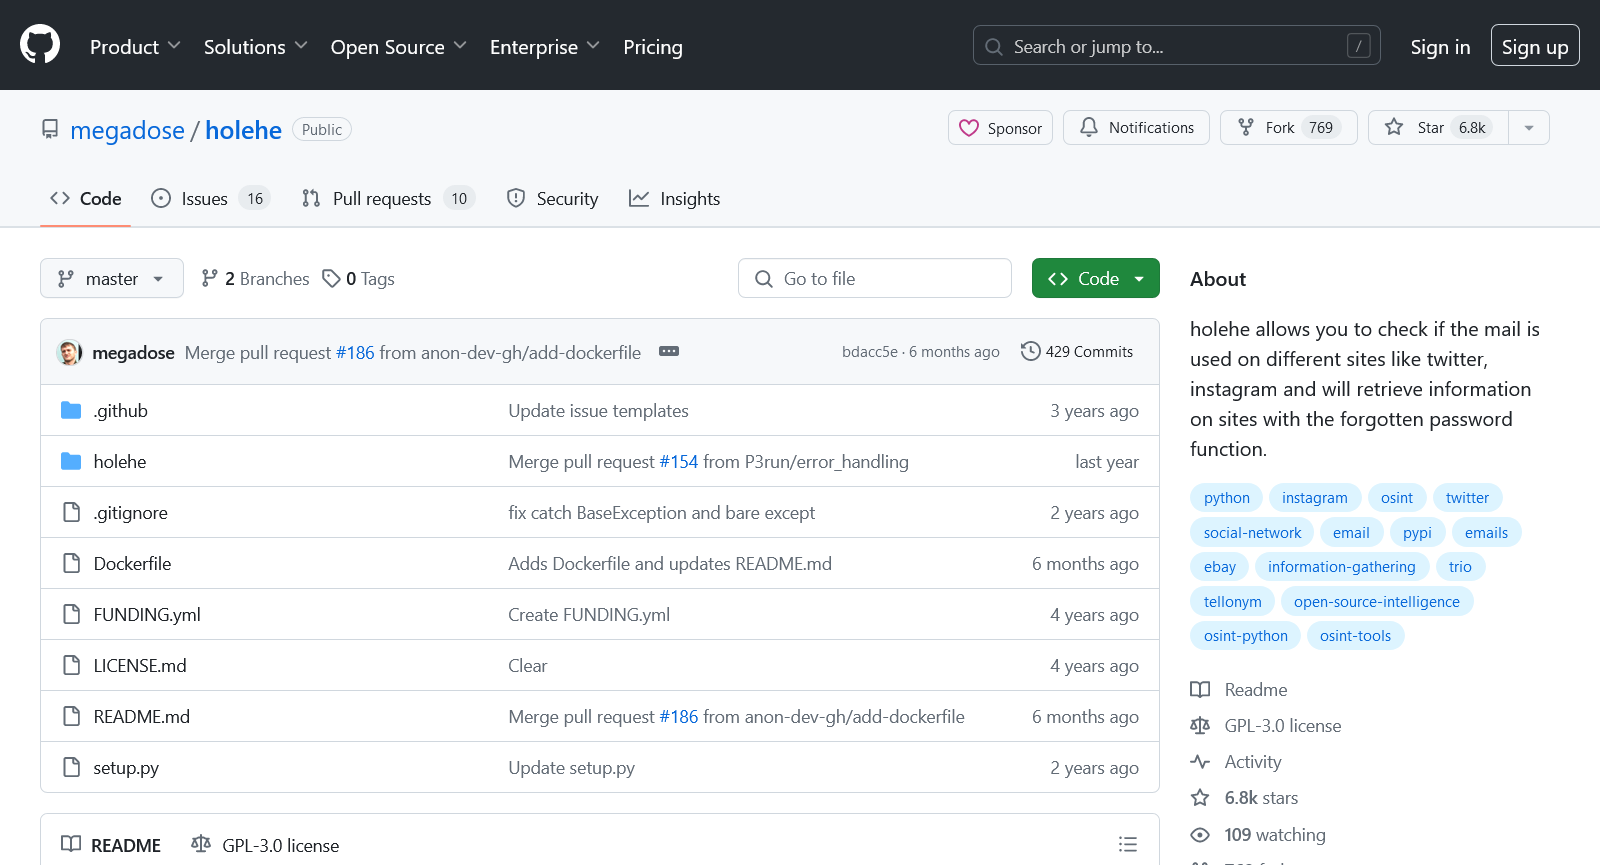 Product Solutions Open Source Enterprise Pricing Search or jump to... / Sign in Sign up
megadose / holehe Public Sponsor Notifications Fork 769 Star 6.8k
Code Issues 16 Pull requests 10 Security Insights
master 2 Branches 0 Tags Go to file Code
megadose Merge pull request #186 from anon-dev-gh/add-dockerfile bdacc5e · 6 months ago 429 Commits
.github Update issue templates 3 years ago
holehe Merge pull request #154 from P3run/error_handling last year
.gitignore fix catch BaseException and bare except 2 years ago
Dockerfile Adds Dockerfile and updates README.md 6 months ago
FUNDING.yml Create FUNDING.yml 4 years ago
LICENSE.md Clear 4 years ago
README.md Merge pull request #186 from anon-dev-gh/add-dockerfile 6 months ago
setup.py Update setup.py 2 years ago
README GPL-3.0 license
About
holehe allows you to check if the mail is
used on different sites like twitter,
instagram and will retrieve information
on sites with the forgotten password
function.
python instagram osint twitter
social-network email pypi emails
ebay information-gathering trio
tellonym open-source-intelligence
osint-python osint-tools
Readme
GPL-3.0 license
Activity
6.8k stars
109 watching